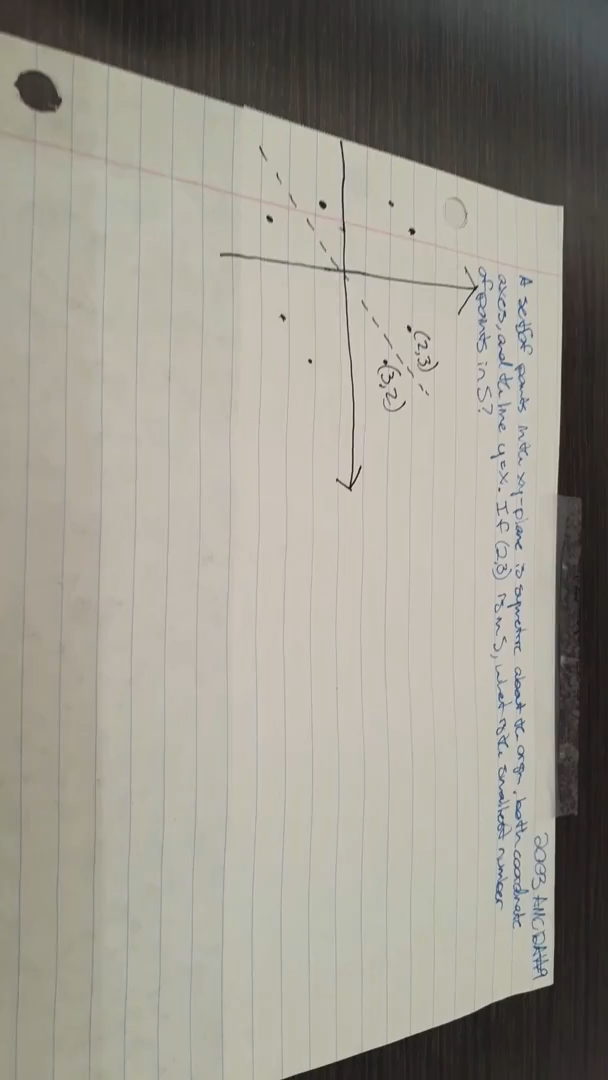 2003 AMC 10A #9
A set S of points in the xy-plane is symmetric about the origin, both coordinate
axes, and the line y=x. If (2,3) is in S, what is the smallest number
of points in S?
(2,3)
(3,2)